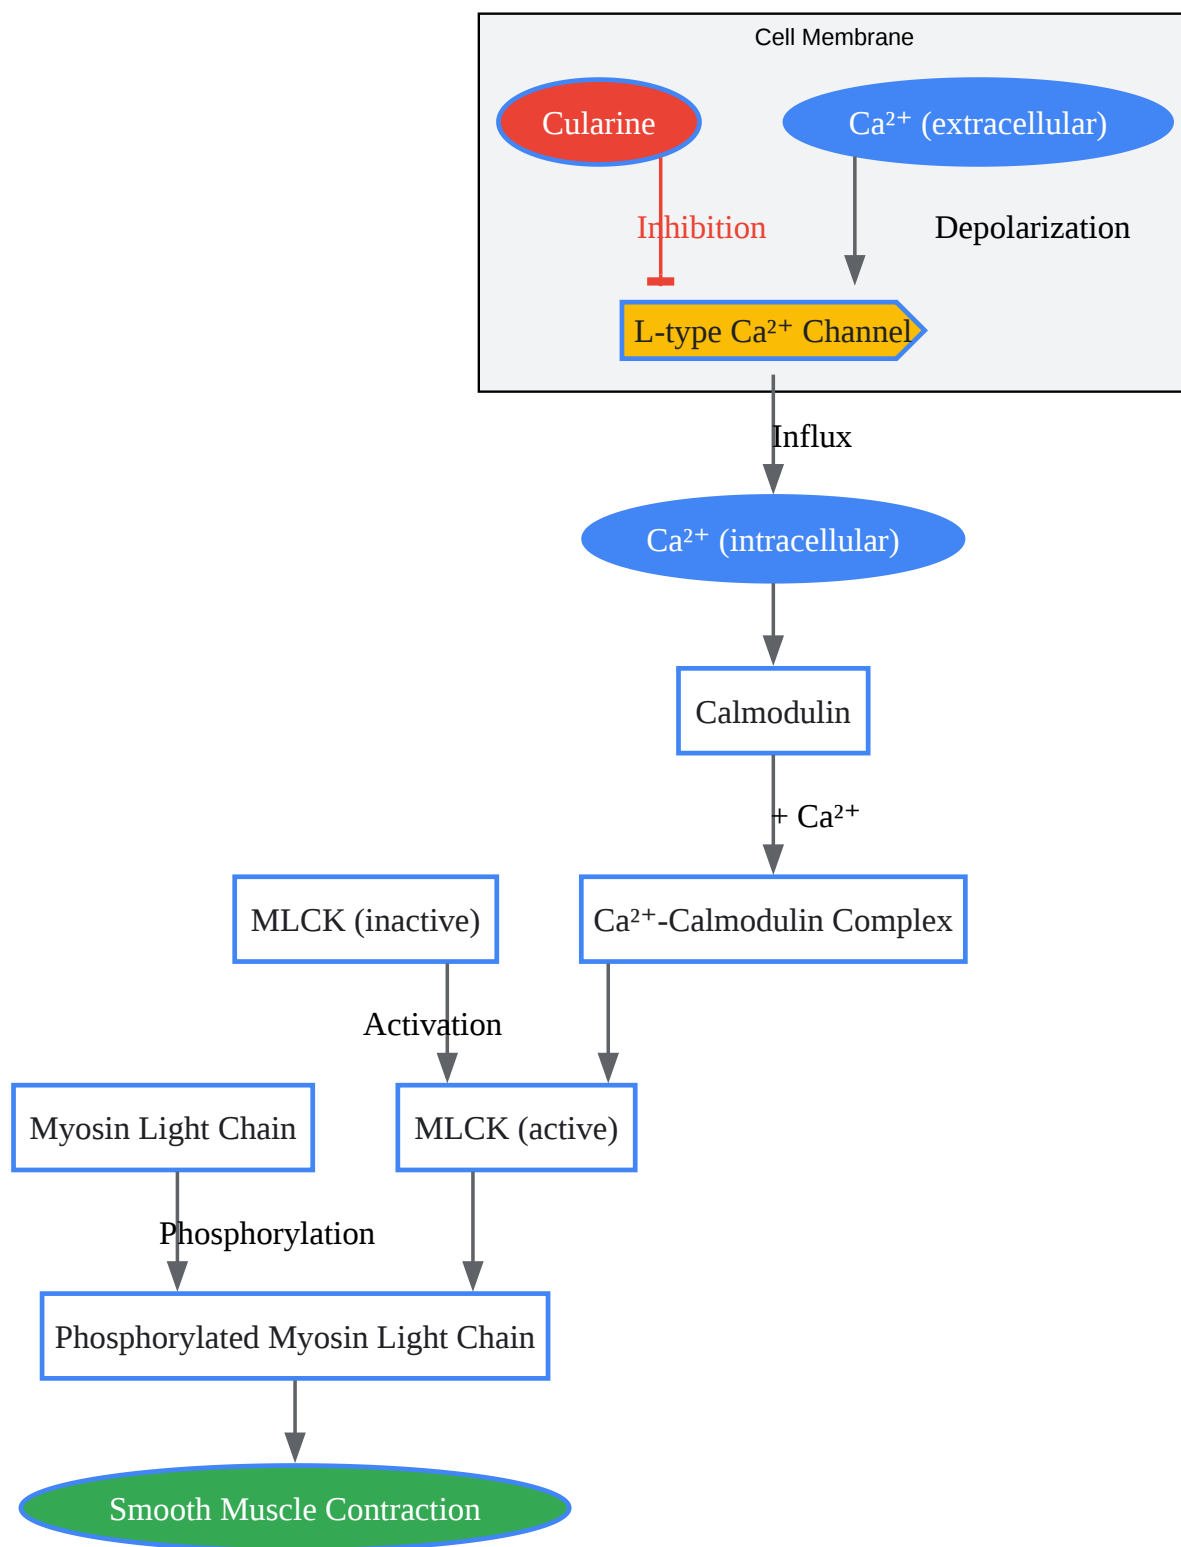 Cell Membrane
Cularine
Ca²⁺ (extracellular)
Inhibition
Depolarization
L-type Ca²⁺ Channel
Influx
Ca²⁺ (intracellular)
Calmodulin
+ Ca²⁺
MLCK (inactive)
Ca²⁺-Calmodulin Complex
Activation
Myosin Light Chain
MLCK (active)
Phosphorylation
Phosphorylated Myosin Light Chain
Smooth Muscle Contraction